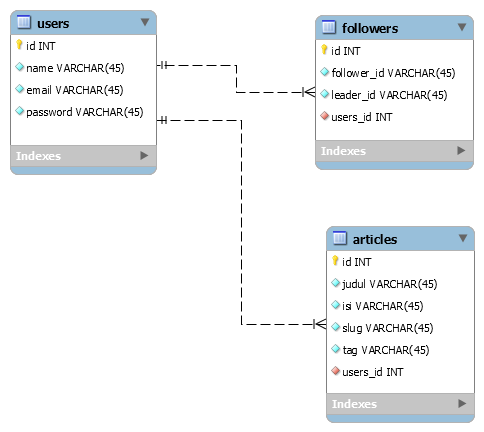 users
id INT
name VARCHAR(45)
email VARCHAR(45)
password VARCHAR(45)
Indexes
followers
id INT
follower_id VARCHAR(45)
leader_id VARCHAR(45)
users_id INT
Indexes
articles
id INT
judul VARCHAR(45)
isi VARCHAR(45)
slug VARCHAR(45)
tag VARCHAR(45)
users_id INT
Indexes